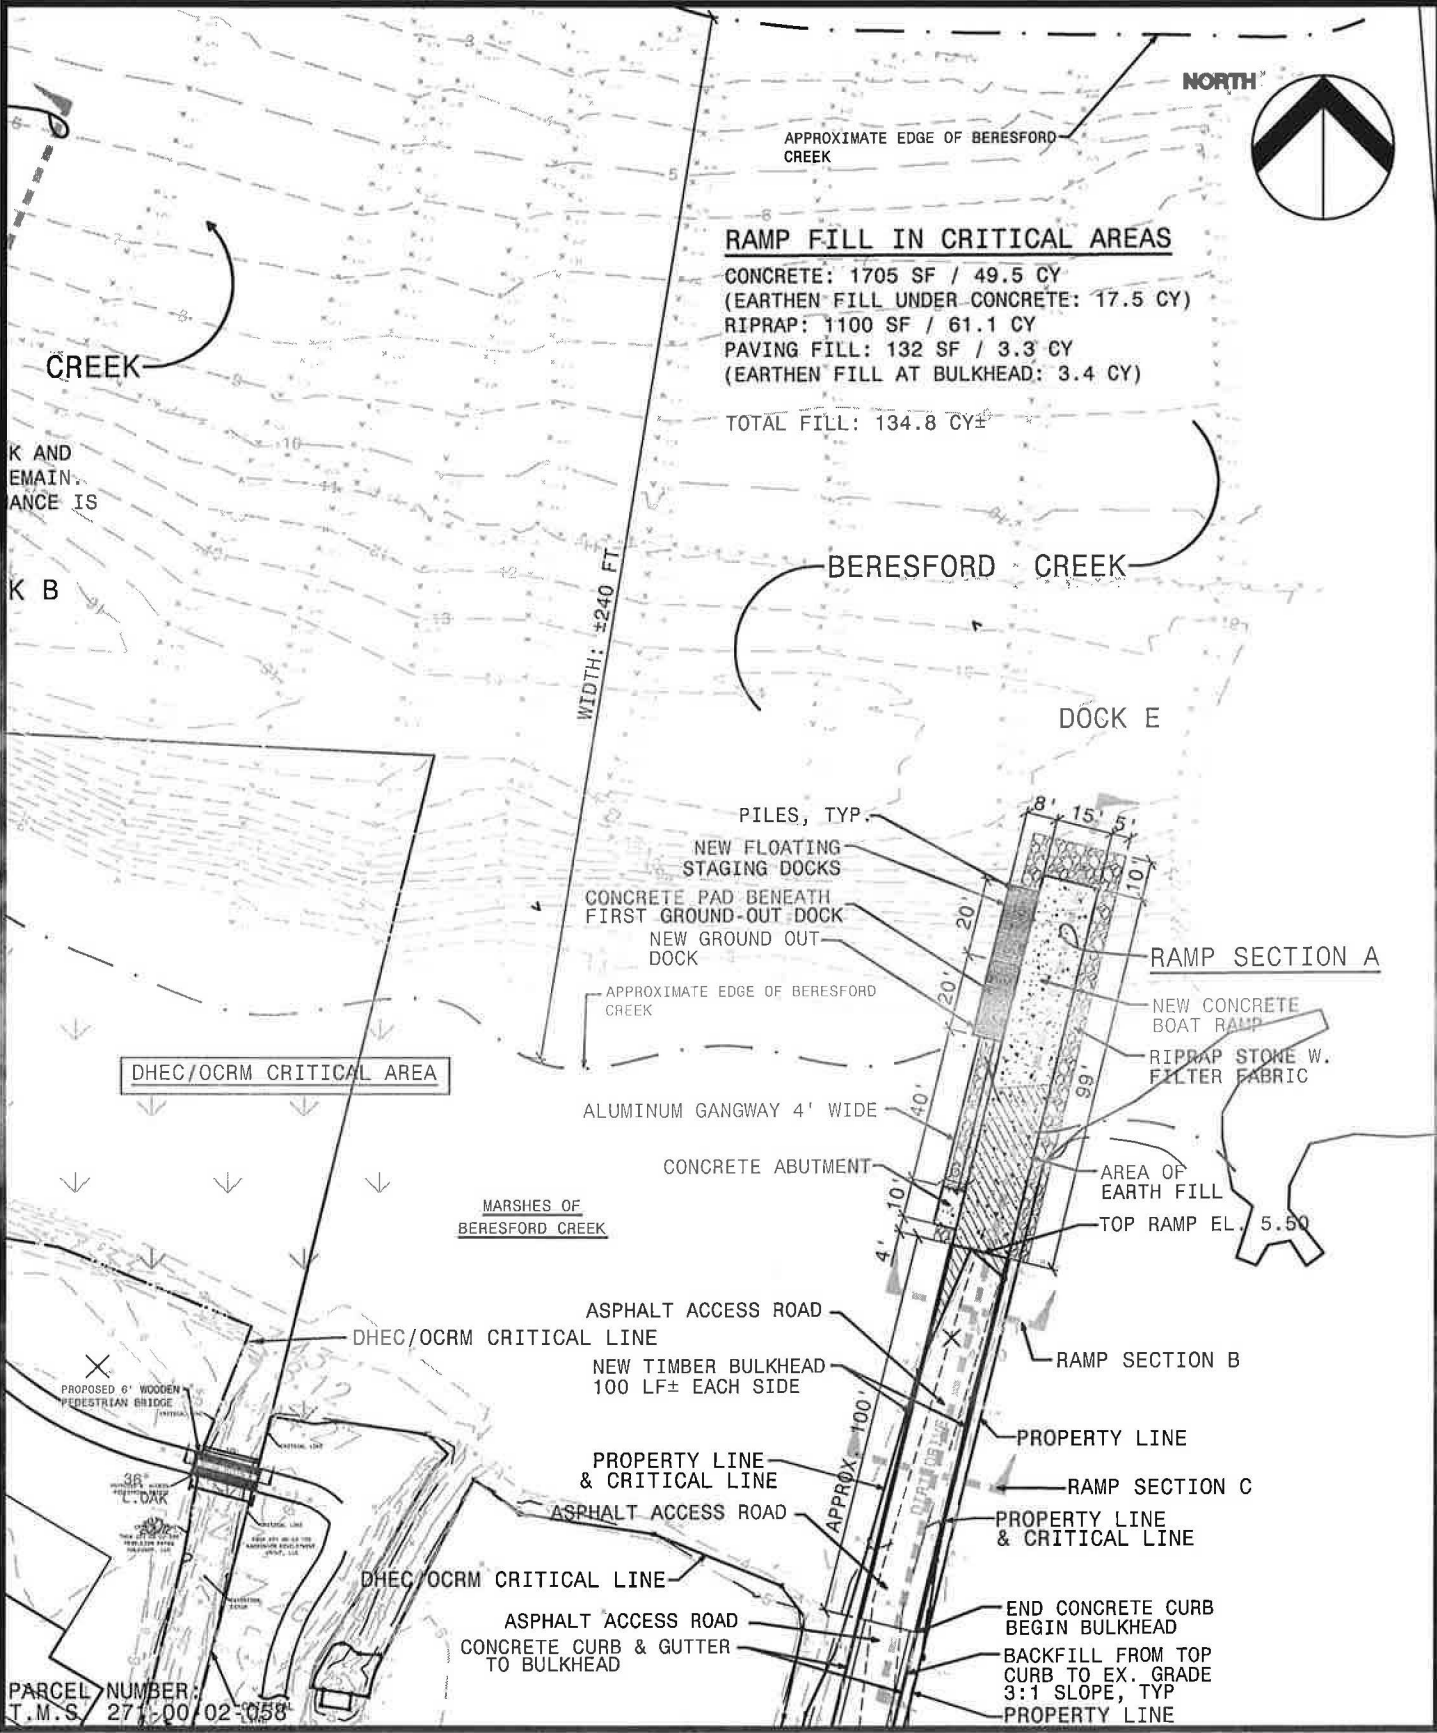 NORTH
APPROXIMATE EDGE OF BERESFORD
CREEK
RAMP FILL IN CRITICAL AREAS
CONCRETE: 1705 SF / 49.5 CY
(EARTHEN FILL UNDER CONCRETE: 17.5 CY)
RIPRAP: 1100 SF / 61.1 CY
PAVING FILL: 132 SF / 3.3 CY
(EARTHEN FILL AT BULKHEAD: 3.4 CY)
TOTAL FILL: 134.8 CY±
CREEK
K AND
EMAIN.
ANCE IS
K B
BERESFORD CREEK
WIDTH: ±240 FT
DOCK E
8' 15' 5'
10'
PILES, TYP.
NEW FLOATING
STAGING DOCKS
CONCRETE PAD BENEATH
FIRST GROUND-OUT DOCK
NEW GROUND OUT
DOCK
20'
20'
RAMP SECTION A
NEW CONCRETE
BOAT RAMP
RIPRAP STONE W.
FILTER FABRIC
99'
APPROXIMATE EDGE OF BERESFORD
CREEK
DHEC/OCRM CRITICAL AREA
ALUMINUM GANGWAY 4' WIDE
40'
CONCRETE ABUTMENT
6'
10'
4'
AREA OF
EARTH FILL
TOP RAMP EL. 5.50
MARSHES OF
BERESFORD CREEK
ASPHALT ACCESS ROAD
DHEC/OCRM CRITICAL LINE
NEW TIMBER BULKHEAD
100 LF± EACH SIDE
RAMP SECTION B
PROPOSED 6' WOODEN
PEDESTRIAN BRIDGE
PROPERTY LINE
PROPERTY LINE
& CRITICAL LINE
RAMP SECTION C
APPROX. 100'
DIRT DRIVE
36"
L.OAK
ASPHALT ACCESS ROAD
PROPERTY LINE
& CRITICAL LINE
DHEC/OCRM CRITICAL LINE
END CONCRETE CURB
BEGIN BULKHEAD
ASPHALT ACCESS ROAD
CONCRETE CURB & GUTTER
TO BULKHEAD
BACKFILL FROM TOP
CURB TO EX. GRADE
3:1 SLOPE, TYP
PROPERTY LINE
PARCEL NUMBER:
T.M.S. 271-00-02-058